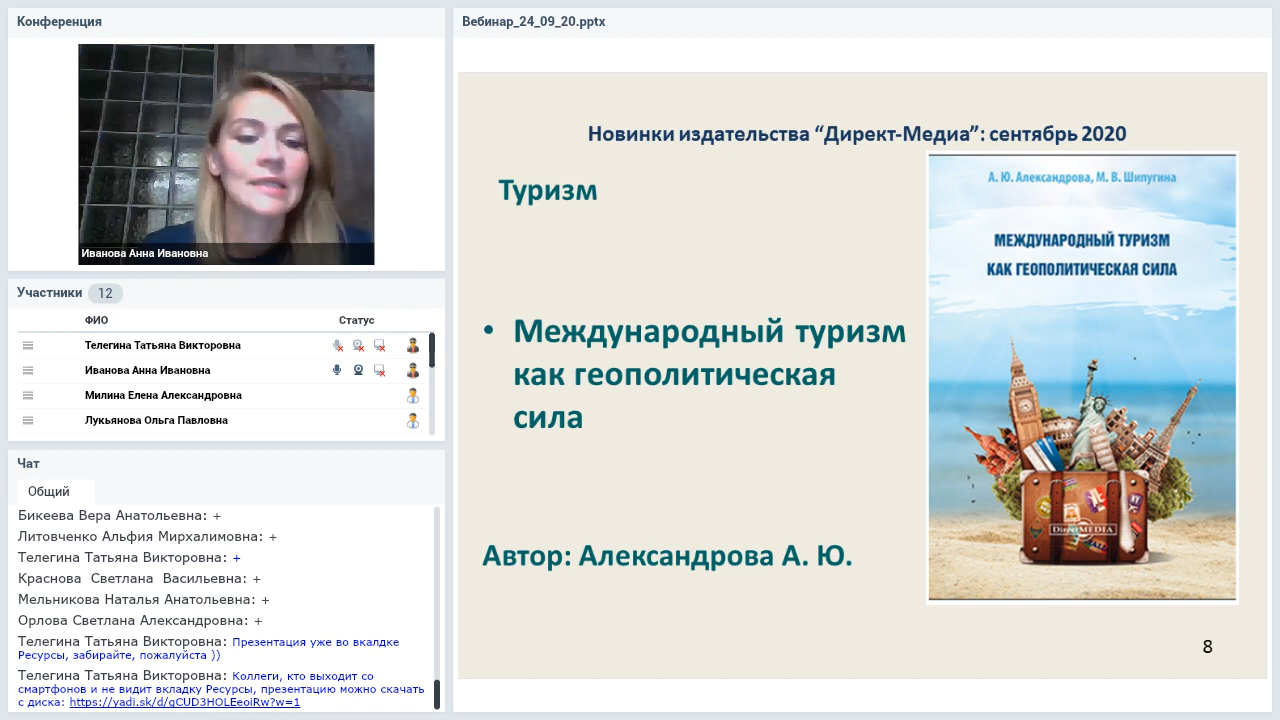 Конференция
Иванова Анна Ивановна
Участники 12
ФИО Статус
Телегина Татьяна Викторовна
Иванова Анна Ивановна
Милина Елена Александровна
Лукьянова Ольга Павловна
Чат
Общий
Бикеева Вера Анатольевна: +
Литовченко Альфия Мирхалимовна: +
Телегина Татьяна Викторовна: +
Краснова Светлана Васильевна: +
Мельникова Наталья Анатольевна: +
Орлова Светлана Александровна: +
Телегина Татьяна Викторовна: Презентация уже во вкалдке
Ресурсы, забирайте, пожалуйста ))
Телегина Татьяна Викторовна: Коллеги, кто выходит со
смартфонов и не видит вкладку Ресурсы, презентацию можно скачать
с диска: https://yadi.sk/d/gCUD3HOLEeoiRw?w=1
Вебинар_24_09_20.pptx
Новинки издательства “Директ-Медиа”: сентябрь 2020
Туризм
• Международный туризм
как геополитическая
сила
Автор: Александрова А. Ю.
А. Ю. Александрова, М. В. Шипугина
МЕЖДУНАРОДНЫЙ ТУРИЗМ
КАК ГЕОПОЛИТИЧЕСКАЯ СИЛА
DirectMEDIA
8